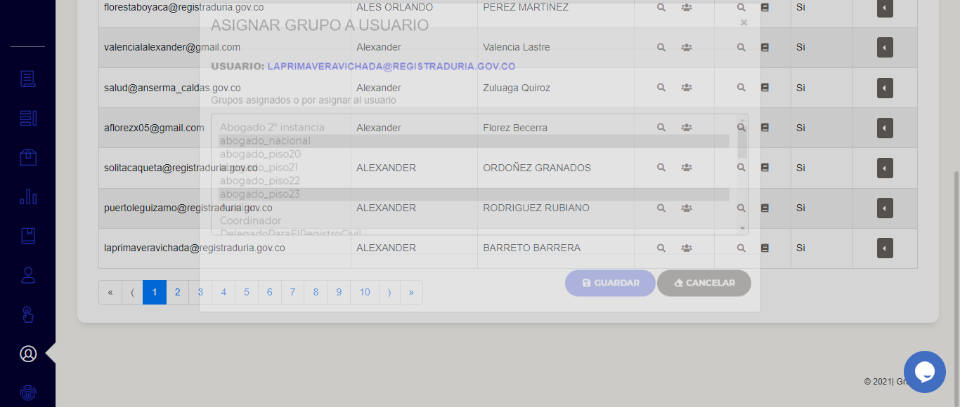 florestaboyaca@registraduria.gov.co ALES ORLANDO PEREZ MARTINEZ Si
ASIGNAR GRUPO A USUARIO ×
valencialalexander@gmail.com Alexander Valencia Lastre Si
USUARIO: LAPRIMAVERAVICHADA@REGISTRADURIA.GOV.CO
salud@anserma_caldas.gov.co Alexander Zuluaga Quiroz Si
Grupos asignados o por asignar al usuario
aflorezx05@gmail.com Alexander Florez Becerra Si
Abogado 2° instancia
abogado_nacional
abogado_piso20
abogado_piso21
solitacaqueta@registraduria.gov.co ALEXANDER ORDOÑEZ GRANADOS Si
abogado_piso22
abogado_piso23
puertoleguizamo@registraduria.gov.co ALEXANDER RODRIGUEZ RUBIANO Si
Coordinador
DelegadoParaElRegistroCivil
laprimaveravichada@registraduria.gov.co ALEXANDER BARRETO BARRERA Si
« ⟨ 1 2 3 4 5 6 7 8 9 10 ⟩ »
GUARDAR CANCELAR
© 2021|